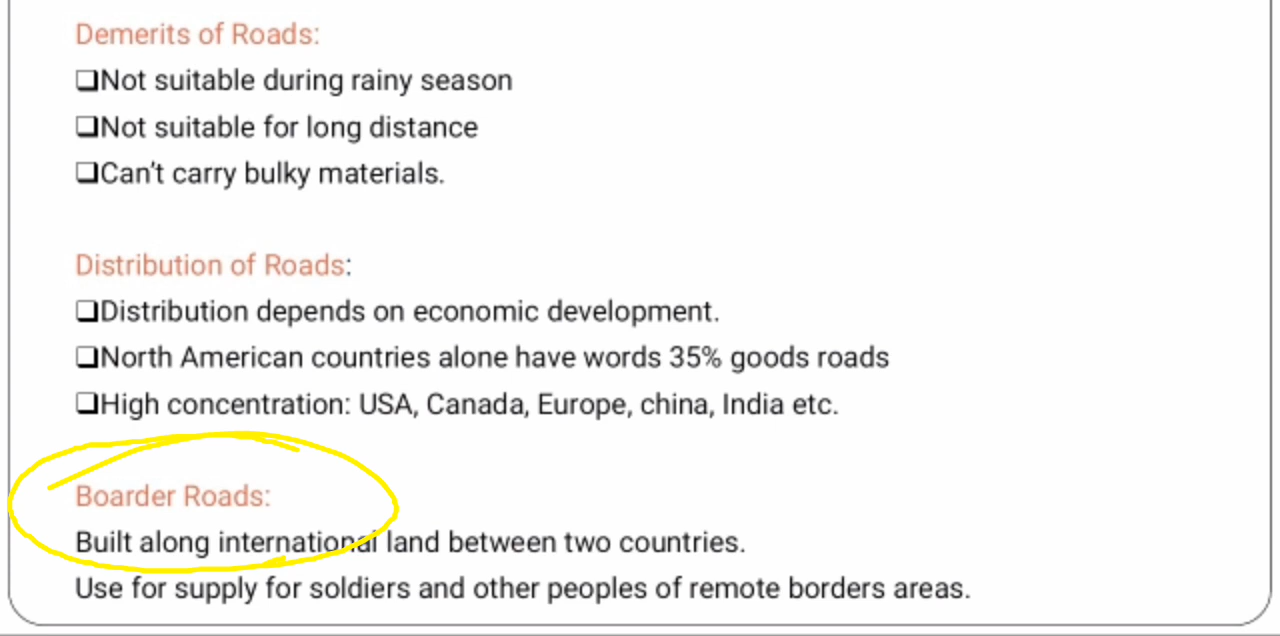 Demerits of Roads:
❑Not suitable during rainy season
❑Not suitable for long distance
❑Can't carry bulky materials.
Distribution of Roads:
❑Distribution depends on economic development.
❑North American countries alone have words 35% goods roads
❑High concentration: USA, Canada, Europe, china, India etc.
Boarder Roads:
Built along international land between two countries.
Use for supply for soldiers and other peoples of remote borders areas.